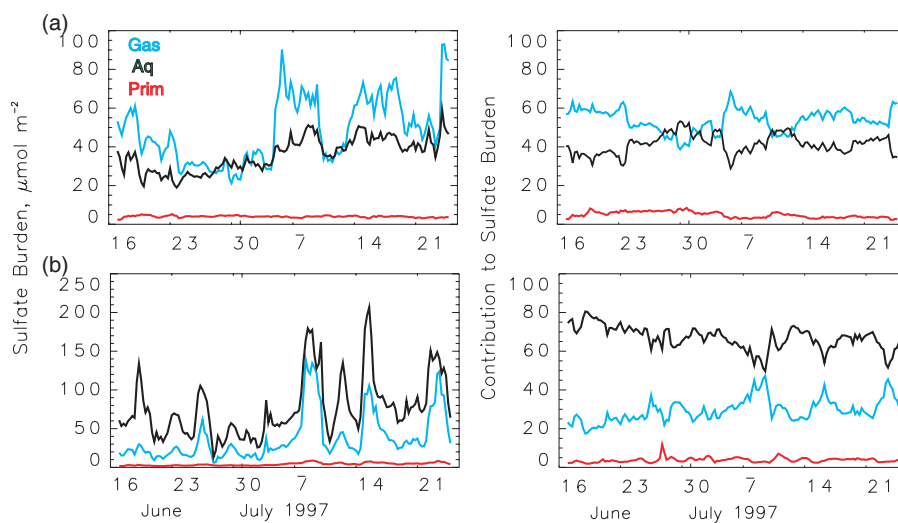 (a)
100
80
60
40
20
0
Gas
Aq
Prim
16 23 30 7 14 21
100
80
60
40
20
0
16 23 30 7 14 21
Sulfate Burden, μmol m⁻²
Contribution to Sulfate Burden
(b)
250
200
150
100
50
0
16 23 30 7 14 21
June July 1997
100
80
60
40
20
0
16 23 30 7 14 21
June July 1997